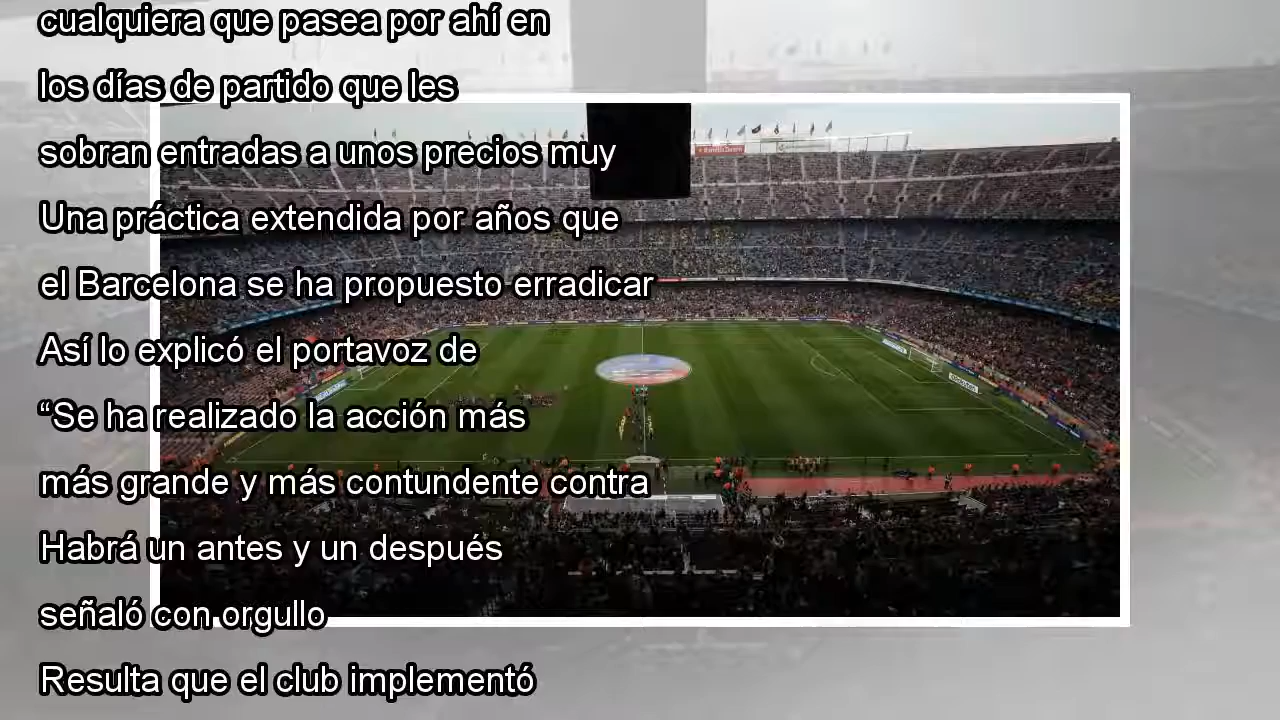 cualquiera que pasea por ahí en
los días de partido que les
sobran entradas a unos precios muy
Una práctica extendida por años que
el Barcelona se ha propuesto erradicar
Así lo explicó el portavoz de
“Se ha realizado la acción más
más grande y más contundente contra
Habrá un antes y un después
señaló con orgullo
Resulta que el club implementó